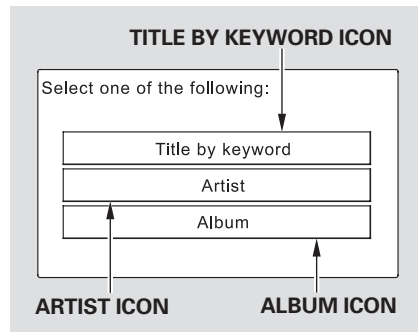 TITLE BY KEYWORD ICON
Select one of the following:
Title by keyword
Artist
Album
ARTIST ICON ALBUM ICON